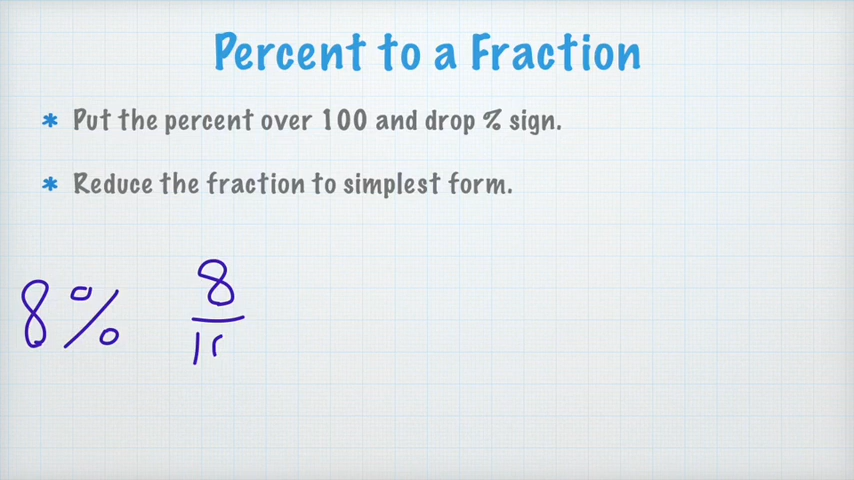 Percent to a Fraction
* Put the percent over 100 and drop % sign.
* Reduce the fraction to simplest form.
8% 8
1